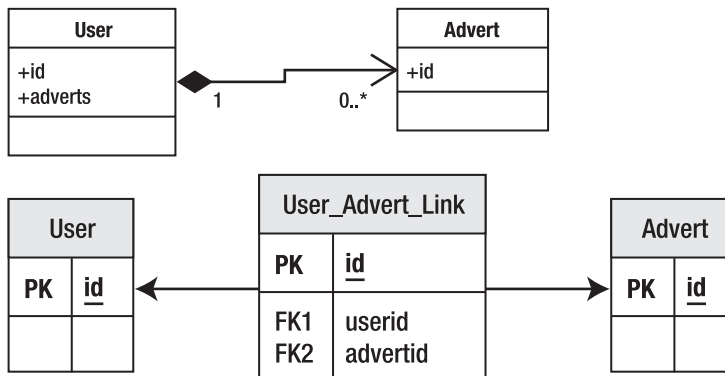 User
+id
+adverts
1
0..*
Advert
+id
User
PK id
User_Advert_Link
PK id
FK1 userid
FK2 advertid
Advert
PK id